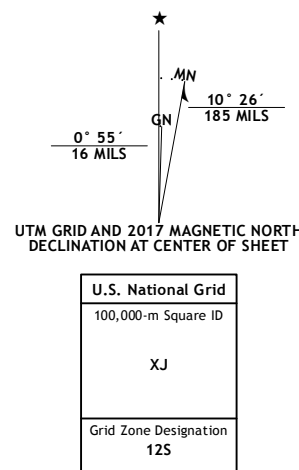 ★
MN
GN
10° 26´
185 MILS
0° 55´
16 MILS
UTM GRID AND 2017 MAGNETIC NORTH
DECLINATION AT CENTER OF SHEET
U.S. National Grid
100,000-m Square ID
XJ
Grid Zone Designation
12S